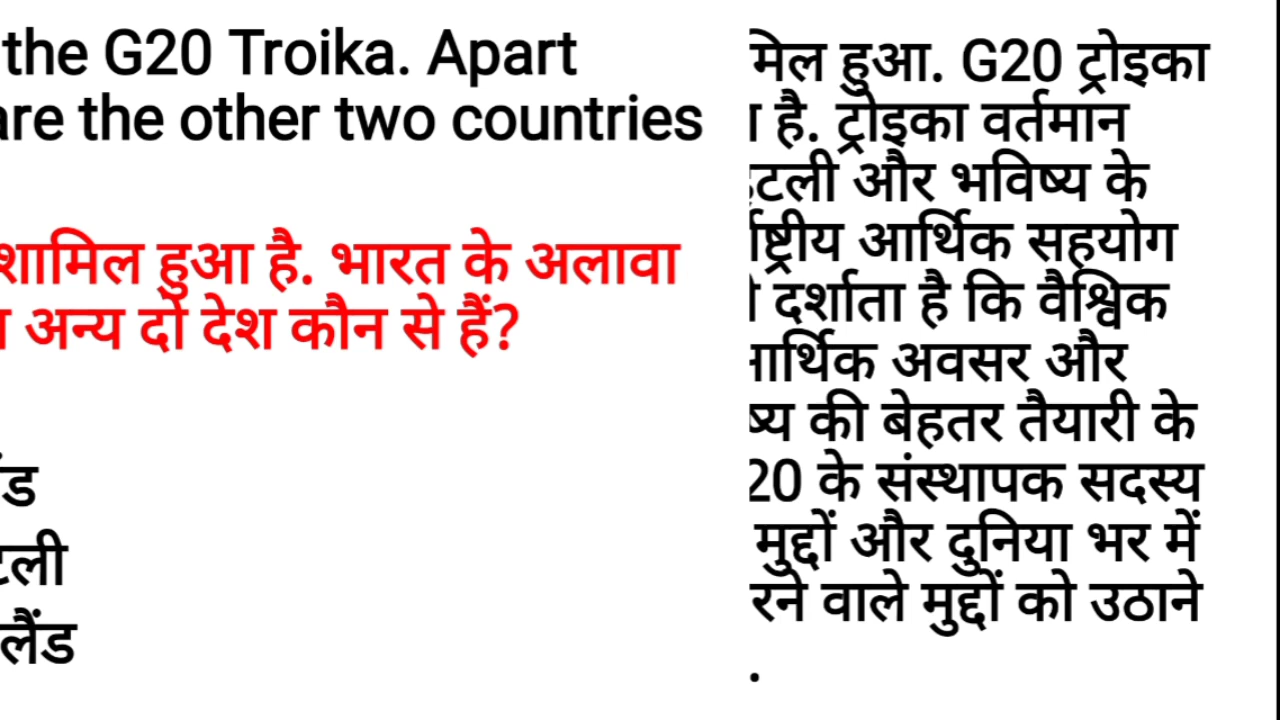 the G20 Troika. Apart
are the other two countries
शामिल हुआ है. भारत के अलावा
अन्य दो देश कौन से हैं?
टली
लैंड
मिल हुआ. G20 ट्रोइका
है. ट्रोइका वर्तमान
टली और भविष्य के
आर्थिक सहयोग
दर्शाता है कि वैश्विक
आर्थिक अवसर और
ष्य की बेहतर तैयारी के
20 के संस्थापक सदस्य
मुद्दों और दुनिया भर में
रने वाले मुद्दों को उठाने
.